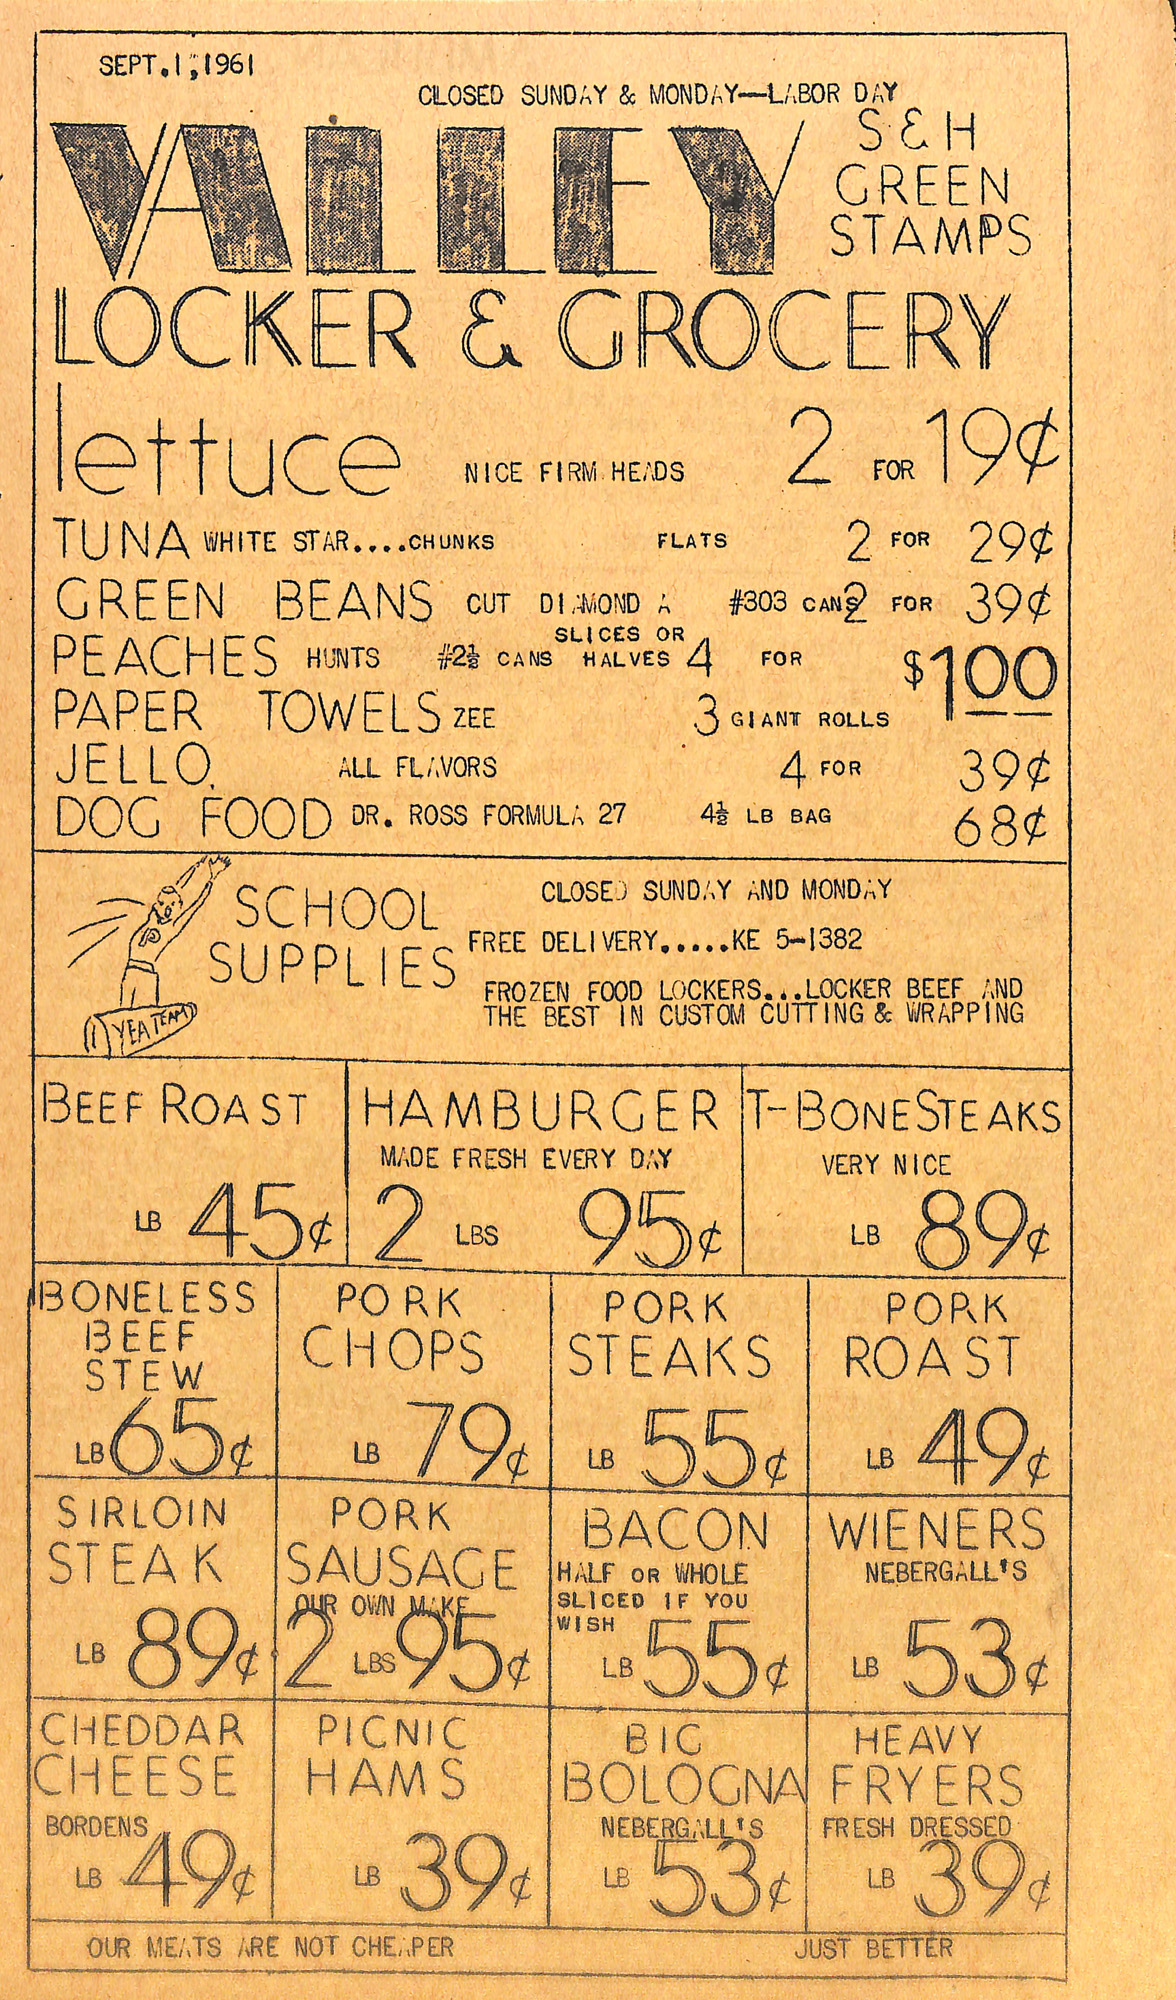 SEPT. 1, 1961
CLOSED SUNDAY & MONDAY—LABOR DAY
VALLEY
S & H
GREEN
STAMPS
LOCKER & GROCERY
lettuce NICE FIRM HEADS 2 FOR 19¢
TUNA WHITE STAR....CHUNKS FLATS 2 FOR 29¢
GREEN BEANS CUT DIAMOND A #303 CANS 2 FOR 39¢
PEACHES HUNTS #2½ CANS SLICES OR HALVES 4 FOR $1.00
PAPER TOWELS ZEE 3 GIANT ROLLS
JELLO. ALL FLAVORS 4 FOR 39¢
DOG FOOD DR. ROSS FORMULA 27 4½ LB BAG 68¢
YEA TEAM
SCHOOL
SUPPLIES
CLOSED SUNDAY AND MONDAY
FREE DELIVERY.....KE 5-1382
FROZEN FOOD LOCKERS...LOCKER BEEF AND
THE BEST IN CUSTOM CUTTING & WRAPPING
BEEF ROAST
LB 45¢
HAMBURGER
MADE FRESH EVERY DAY
2 LBS 95¢
T-BONE STEAKS
VERY NICE
LB 89¢
BONELESS
BEEF
STEW
LB 65¢
PORK
CHOPS
LB 79¢
PORK
STEAKS
LB 55¢
PORK
ROAST
LB 49¢
SIRLOIN
STEAK
LB 89¢
PORK
SAUSAGE
OUR OWN MAKE
2 LBS 95¢
BACON
HALF OR WHOLE
SLICED IF YOU
WISH
LB 55¢
WIENERS
NEBERGALL'S
LB 53¢
CHEDDAR
CHEESE
BORDENS
LB 49¢
PICNIC
HAMS
LB 39¢
BIG
BOLOGNA
NEBERGALL'S
LB 53¢
HEAVY
FRYERS
FRESH DRESSED
LB 39¢
OUR MEATS ARE NOT CHEAPER JUST BETTER